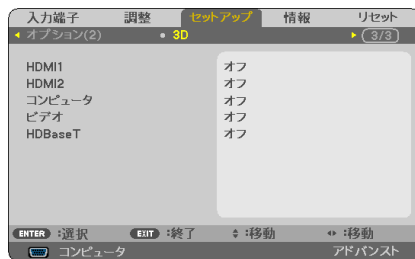 入力端子 調整 セットアップ 情報 リセット
オプション(2) 3D 3/3
HDMI1 オフ
HDMI2 オフ
コンピュータ オフ
ビデオ オフ
HDBaseT オフ
ENTER :選択 EXIT :終了 :移動 :移動
コンピュータ アドバンスト